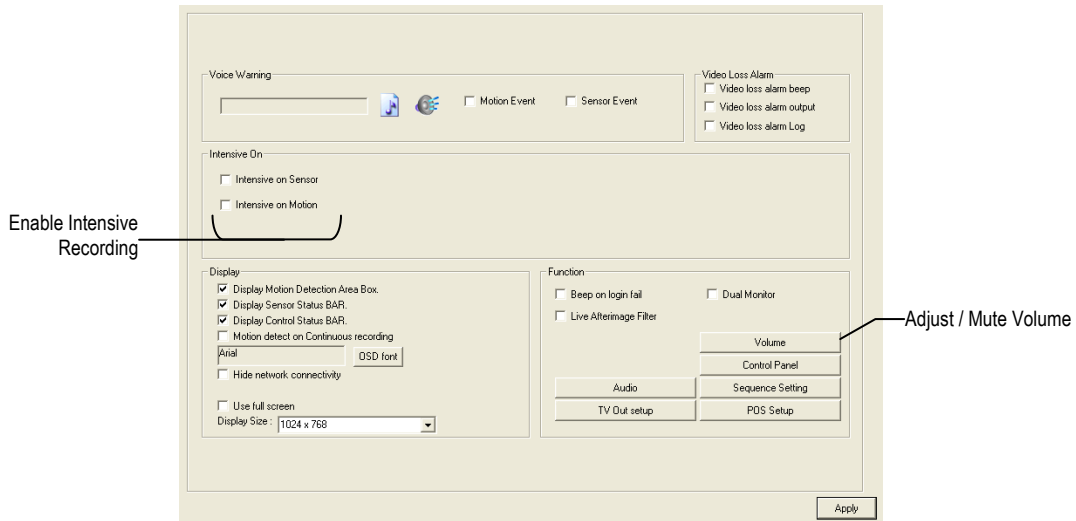 Voice Warning
Motion Event
Sensor Event
Video Loss Alarm
Video loss alarm beep
Video loss alarm output
Video loss alarm Log
Intensive On
Intensive on Sensor
Intensive on Motion
Enable Intensive
Recording
Display
Display Motion Detection Area Box.
Display Sensor Status BAR.
Display Control Status BAR.
Motion detect on Continuous recording
Arial
OSD font
Hide network connectivity
Use full screen
Display Size :
1024 x 768
Function
Beep on login fail
Dual Monitor
Live Afterimage Filter
Volume
Control Panel
Audio
Sequence Setting
TV Out setup
POS Setup
Adjust / Mute Volume
Apply